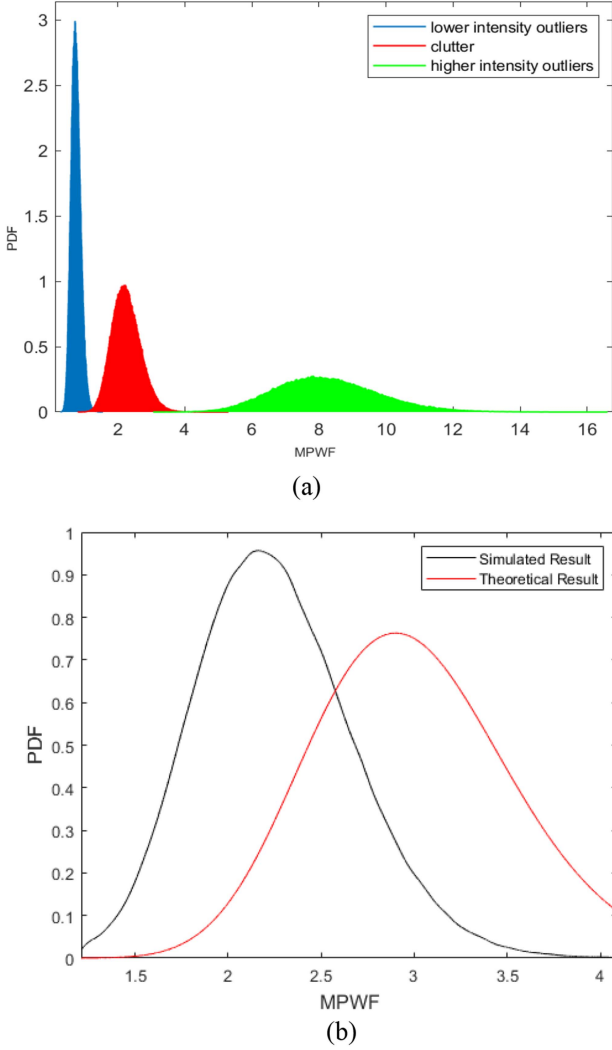 3
2.5
2
1.5
1
0.5
0
PDF
lower intensity outliers
clutter
higher intensity outliers
2 4 6 8 10 12 14 16
MPWF
(a)
1
0.9
0.8
0.7
0.6
0.5
0.4
0.3
0.2
0.1
0
PDF
Simulated Result
Theoretical Result
1.5 2 2.5 3 3.5 4
MPWF
(b)